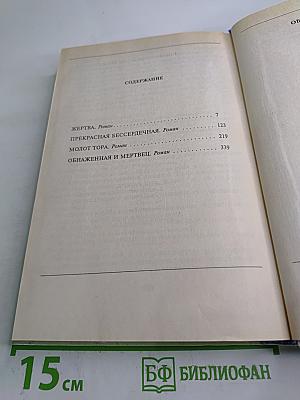 СОДЕРЖАНИЕ
ЖЕРТВА. Роман . . . . . . . . . . . . . . . . . . . . . . . 7
ПРЕКРАСНАЯ БЕССЕРДЕЧНАЯ. Роман . . . . . . . . . . 123
МОЛОТ ТОРА. Роман . . . . . . . . . . . . . . . . . . . 219
ОБНАЖЕННАЯ И МЕРТВЕЦ. Роман . . . . . . . . . . . . 339
15 см
БФ БИБЛИОФАН